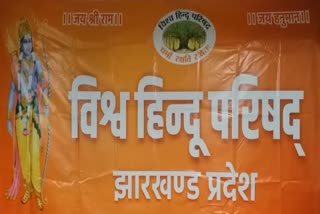 ॥जय श्री राम॥
॥जय हनुमान॥
विश्व हिन्दू परिषद्
विश्व हिन्दू परिषद्
झारखण्ड प्रदेश